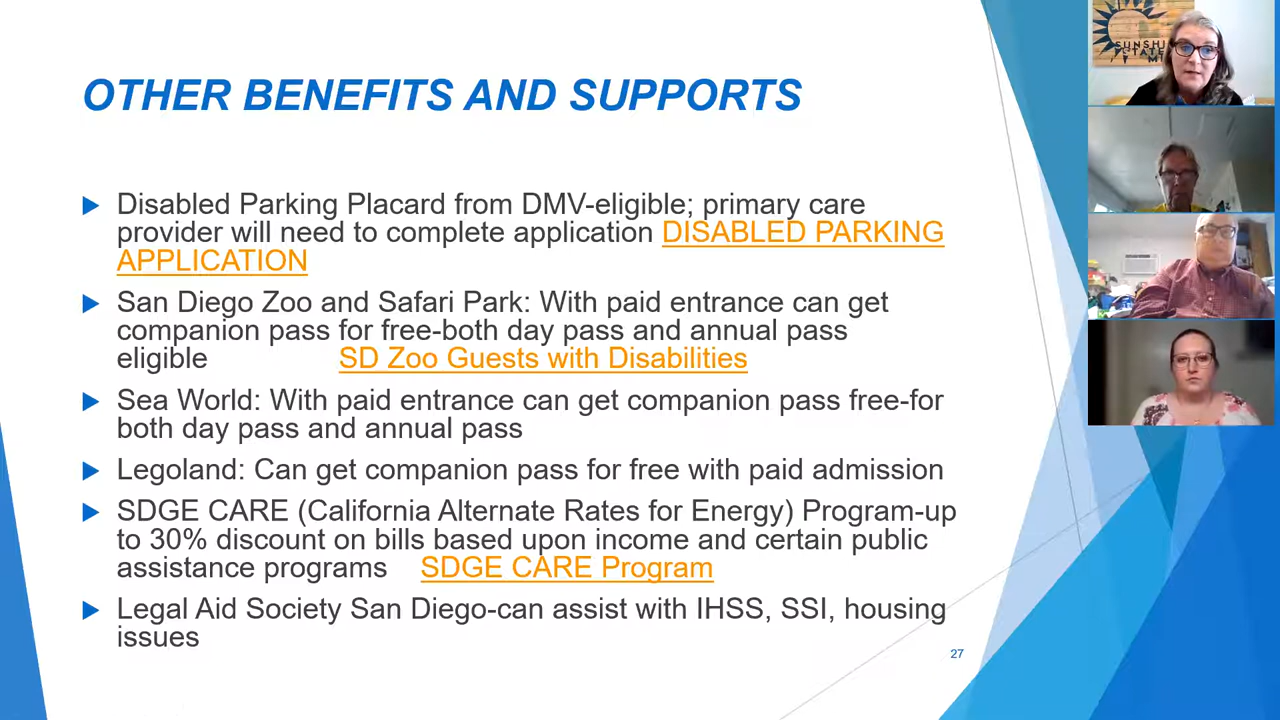 OTHER BENEFITS AND SUPPORTS
Disabled Parking Placard from DMV-eligible; primary care
provider will need to complete application DISABLED PARKING
APPLICATION
San Diego Zoo and Safari Park: With paid entrance can get
companion pass for free-both day pass and annual pass
eligible SD Zoo Guests with Disabilities
Sea World: With paid entrance can get companion pass free-for
both day pass and annual pass
Legoland: Can get companion pass for free with paid admission
SDGE CARE (California Alternate Rates for Energy) Program-up
to 30% discount on bills based upon income and certain public
assistance programs SDGE CARE Program
Legal Aid Society San Diego-can assist with IHSS, SSI, housing
issues
27
STATE